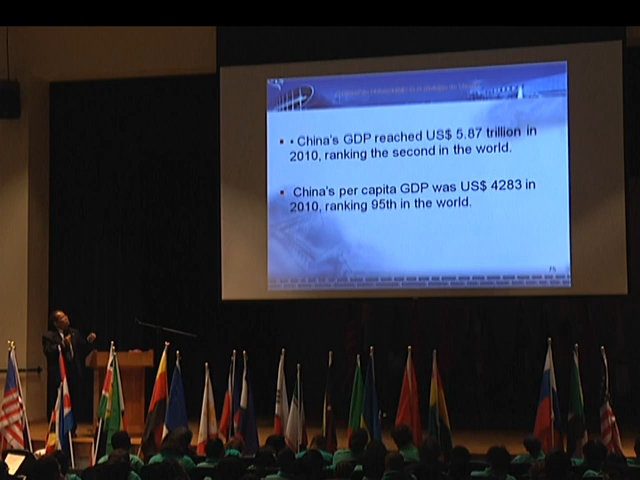 • • China's GDP reached US$ 5.87 trillion in
2010, ranking the second in the world.
• China's per capita GDP was US$ 4283 in
2010, ranking 95th in the world.
75